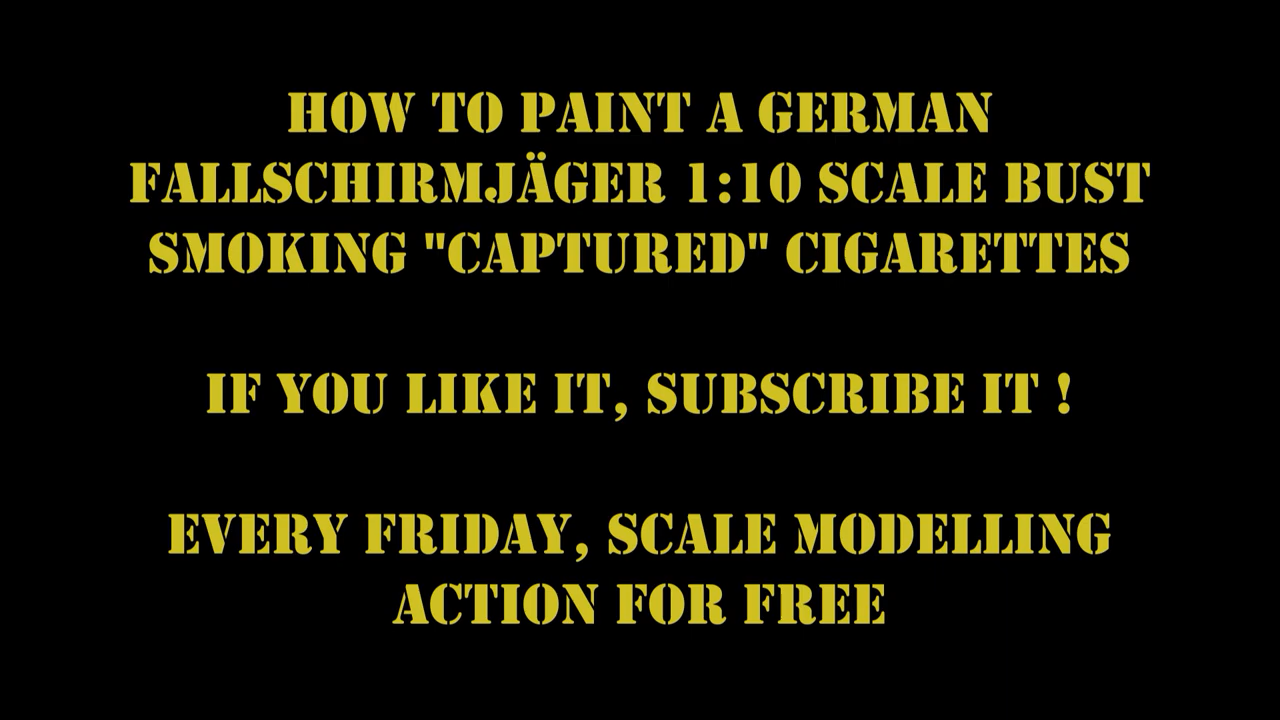 HOW TO PAINT A GERMAN
FALLSCHIRMJÄGER 1:10 SCALE BUST
SMOKING "CAPTURED" CIGARETTES
IF YOU LIKE IT, SUBSCRIBE IT !
EVERY FRIDAY, SCALE MODELLING
ACTION FOR FREE